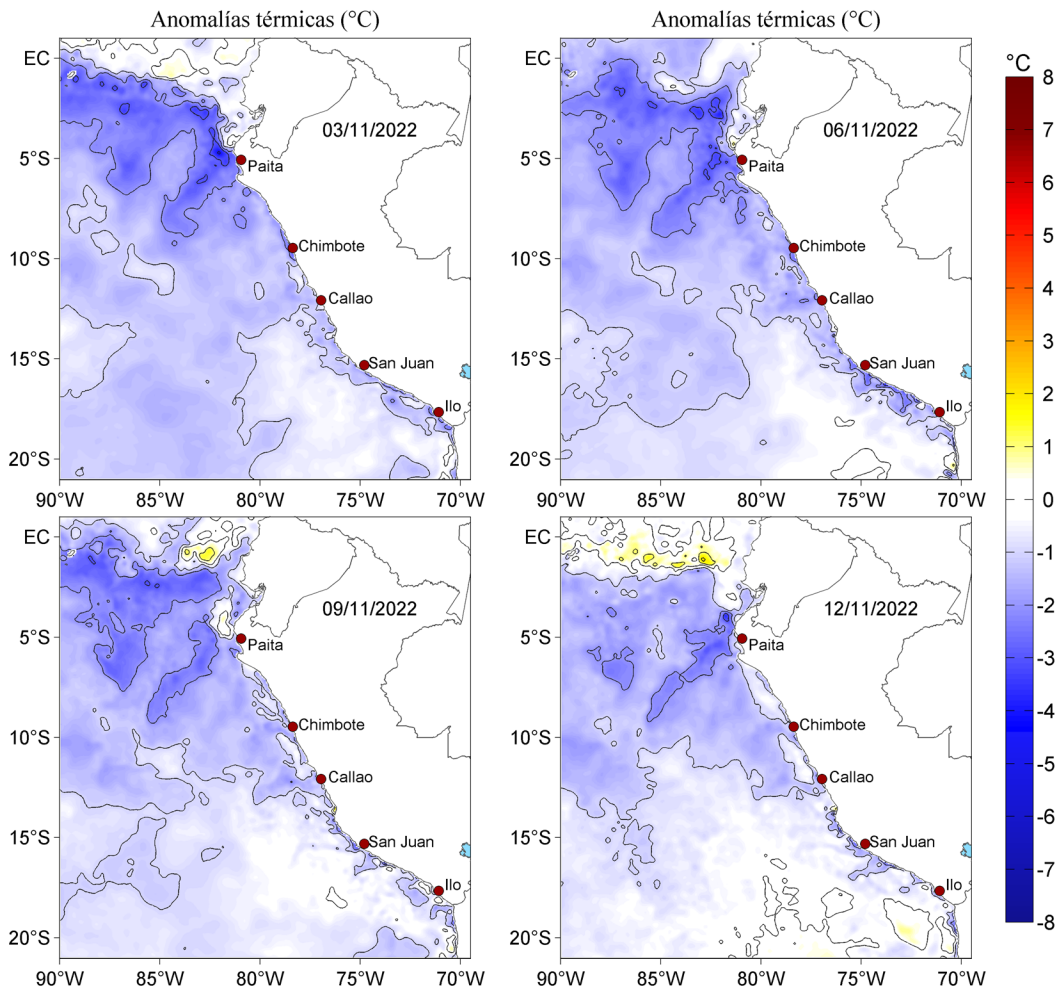 Anomalías térmicas (°C)
Anomalías térmicas (°C)
EC
5°S
10°S
15°S
20°S
90°W
85°W
80°W
75°W
70°W
03/11/2022
Paita
Chimbote
Callao
San Juan
Ilo
EC
5°S
10°S
15°S
20°S
90°W
85°W
80°W
75°W
70°W
06/11/2022
Paita
Chimbote
Callao
San Juan
Ilo
EC
5°S
10°S
15°S
20°S
90°W
85°W
80°W
75°W
70°W
09/11/2022
Paita
Chimbote
Callao
San Juan
Ilo
EC
5°S
10°S
15°S
20°S
90°W
85°W
80°W
75°W
70°W
12/11/2022
Paita
Chimbote
Callao
San Juan
Ilo
°C
8
7
6
5
4
3
2
1
0
-1
-2
-3
-4
-5
-6
-7
-8